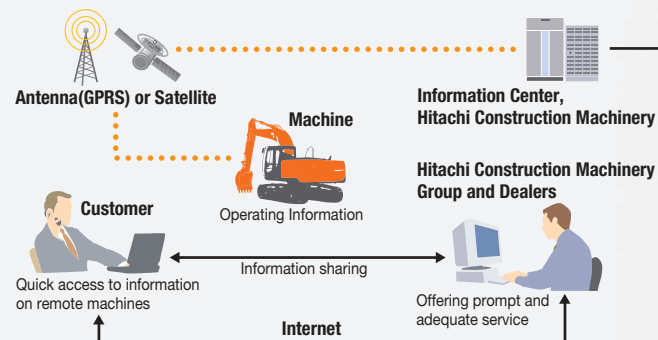 Antenna(GPRS) or Satellite
Information Center,
Hitachi Construction Machinery
Machine
Operating Information
Hitachi Construction Machinery
Group and Dealers
Customer
Information sharing
Quick access to information
on remote machines
Offering prompt and
adequate service
Internet